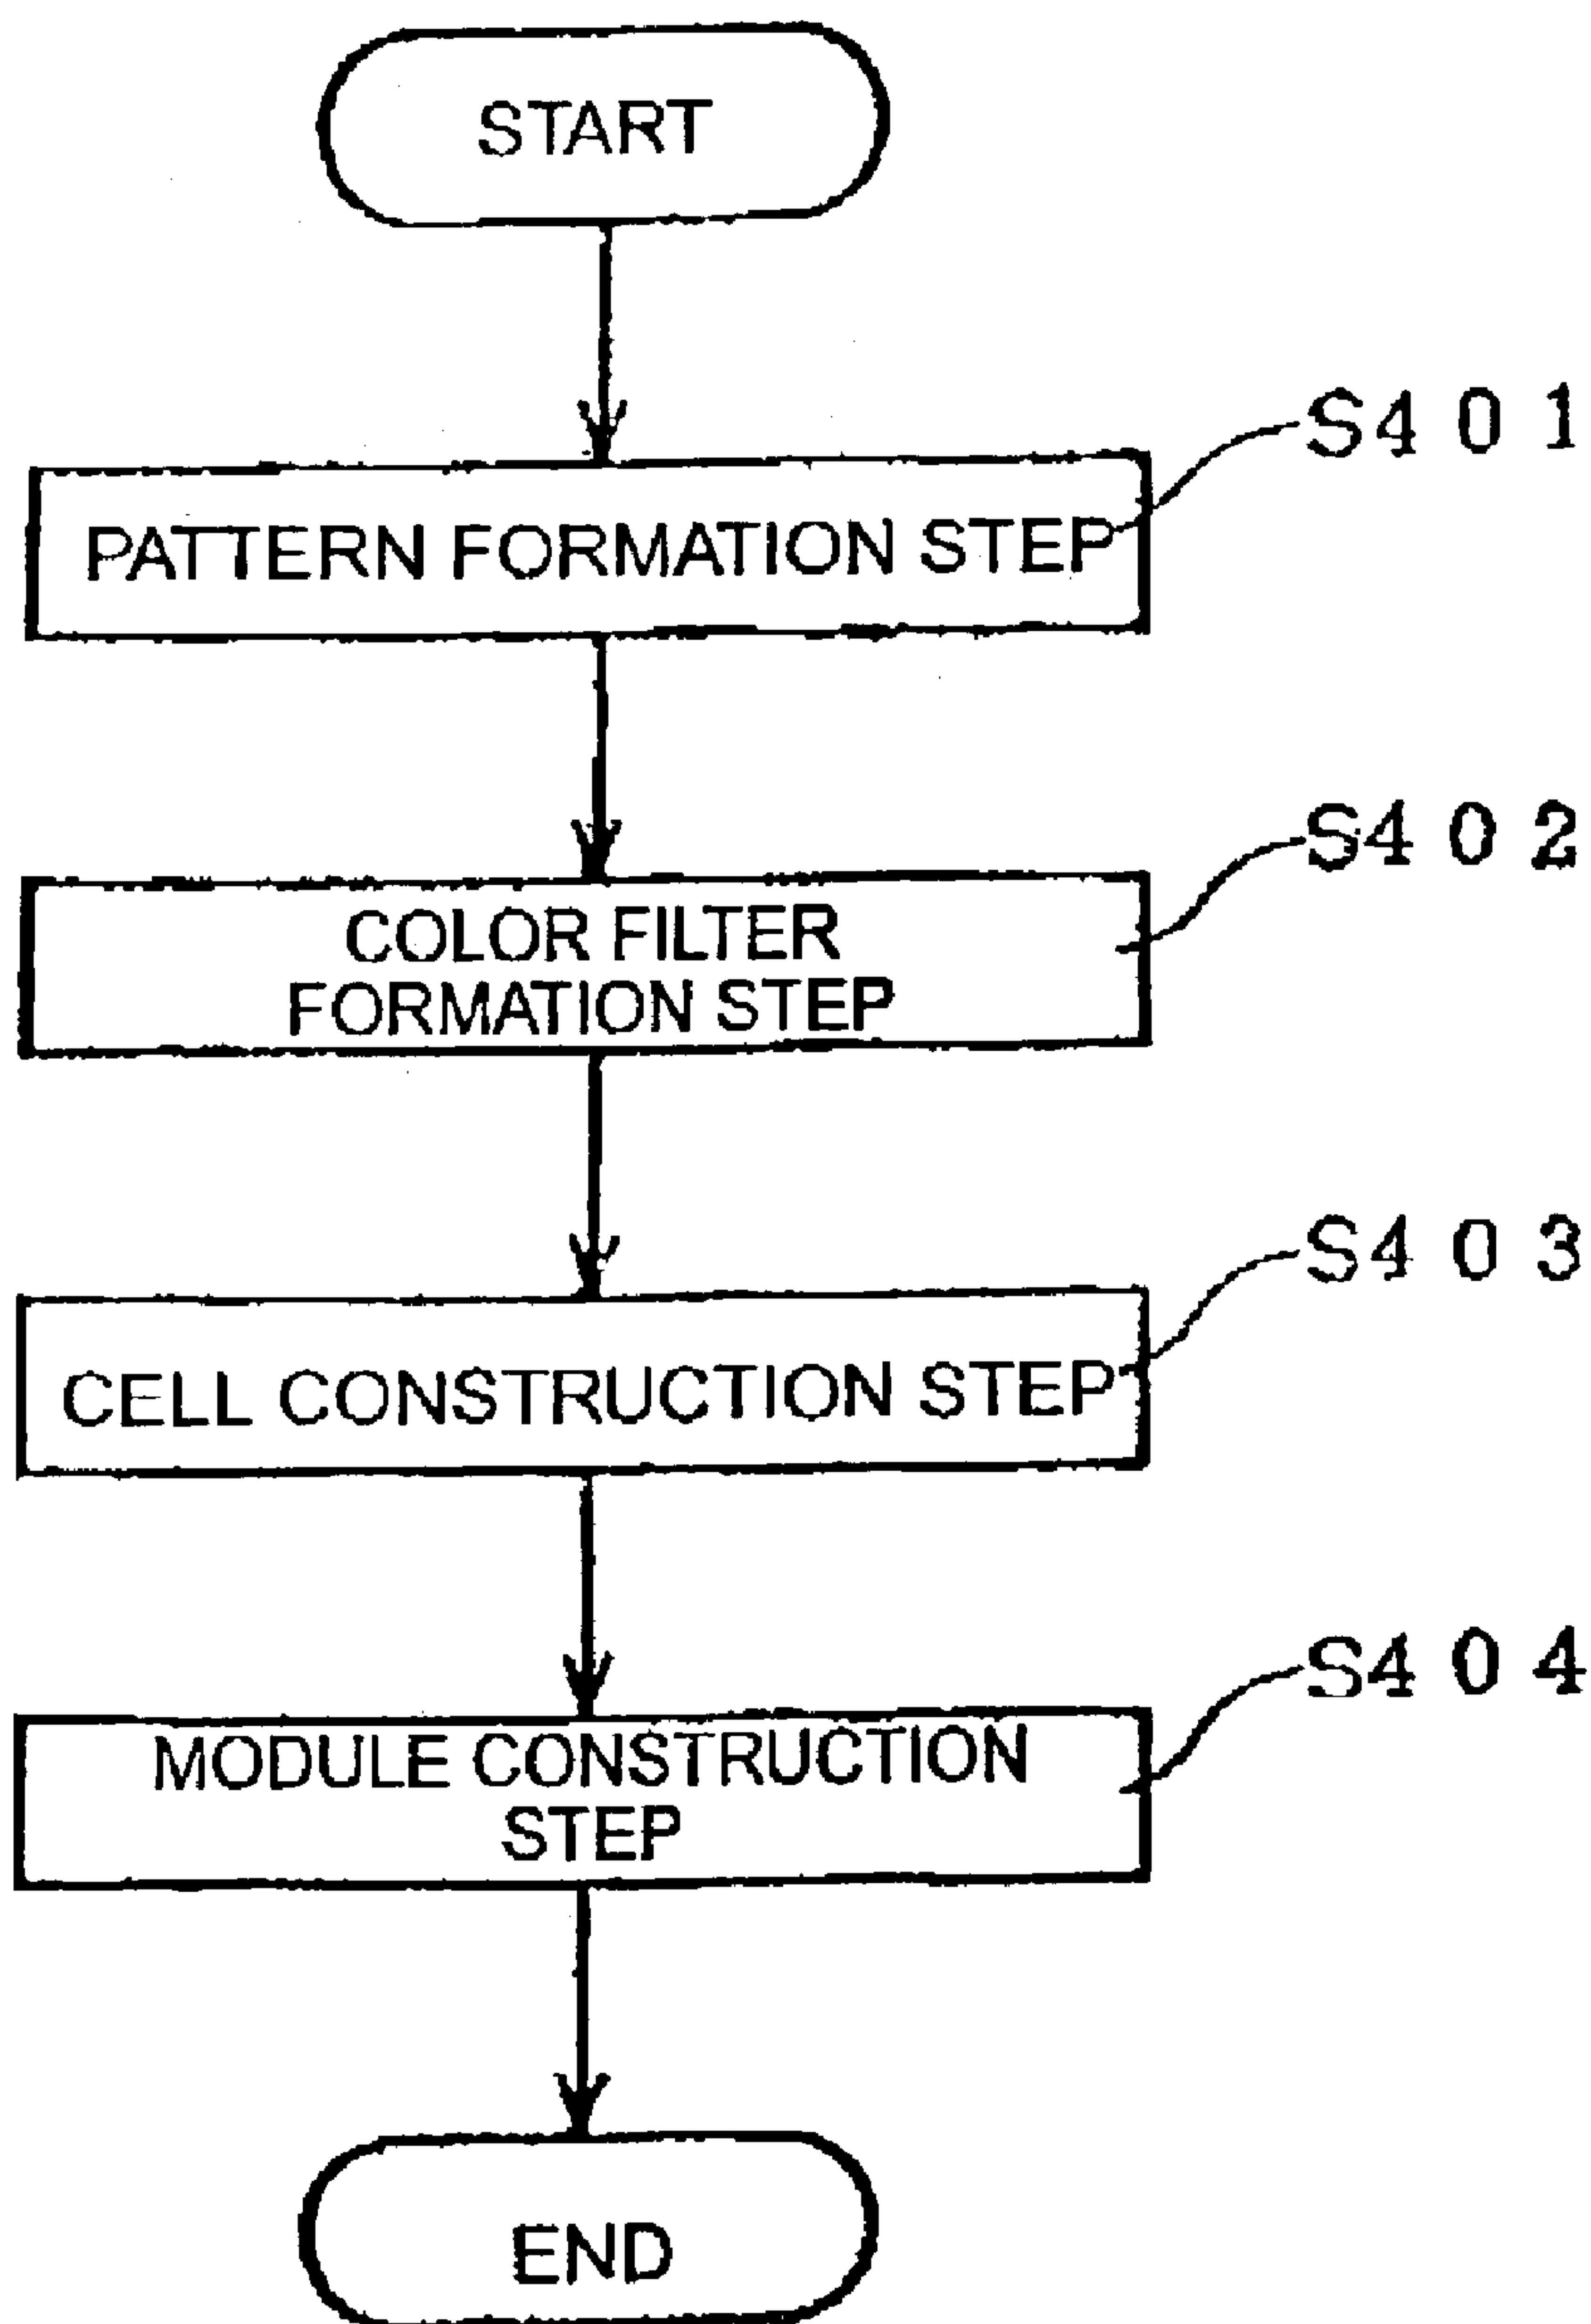 START
S401
PATTERN FORMATION STEP
S402
COLOR FILTER
FORMATION STEP
S403
CELL CONSTRUCTION STEP
S404
MODULE CONSTRUCTION
STEP
END